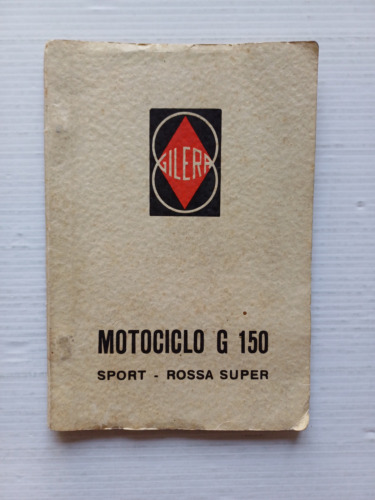 GILERA
MOTOCICLO G 150
SPORT - ROSSA SUPER